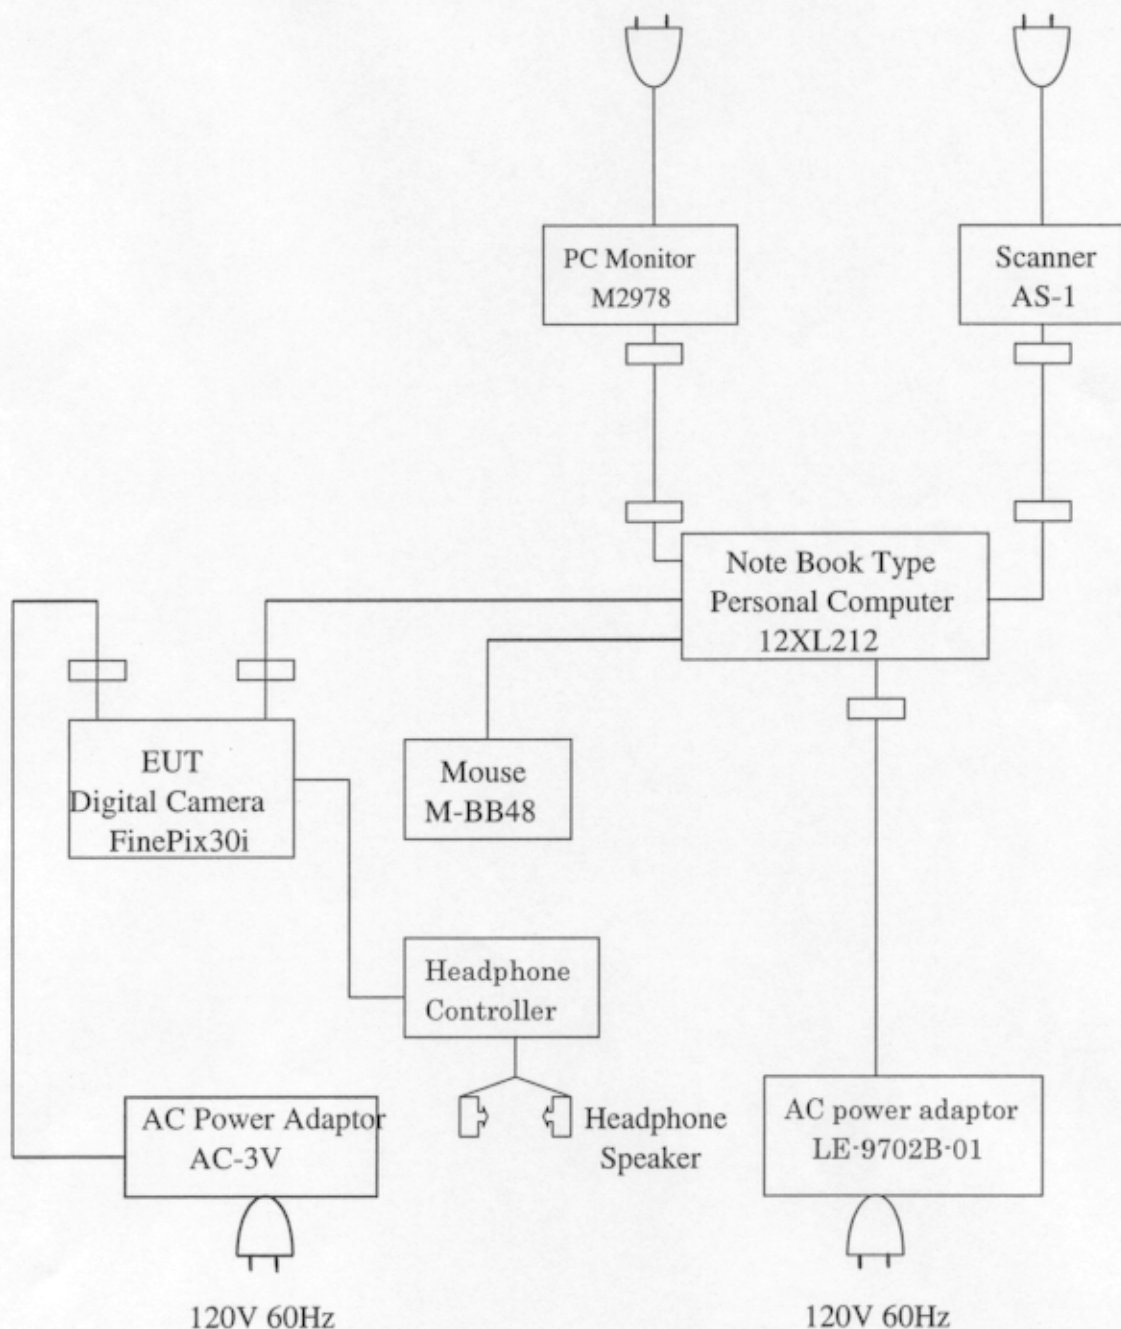 PC Monitor
M2978
Scanner
AS-1
Note Book Type
Personal Computer
12XL212
EUT
Digital Camera
FinePix30i
Mouse
M-BB48
Headphone
Controller
Headphone
Speaker
AC Power Adaptor
AC-3V
AC power adaptor
LE-9702B-01
120V 60Hz
120V 60Hz